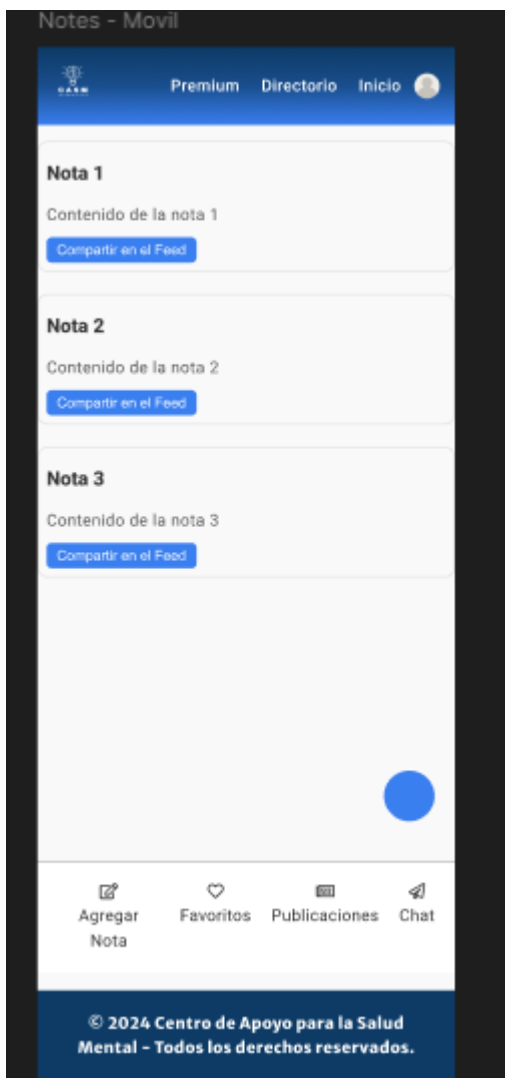 Notes - Movil
CASM
Premium Directorio Inicio
Nota 1
Contenido de la nota 1
Compartir en el Feed
Nota 2
Contenido de la nota 2
Compartir en el Feed
Nota 3
Contenido de la nota 3
Compartir en el Feed
Agregar Nota
Favoritos
Publicaciones
Chat
© 2024 Centro de Apoyo para la Salud
Mental - Todos los derechos reservados.